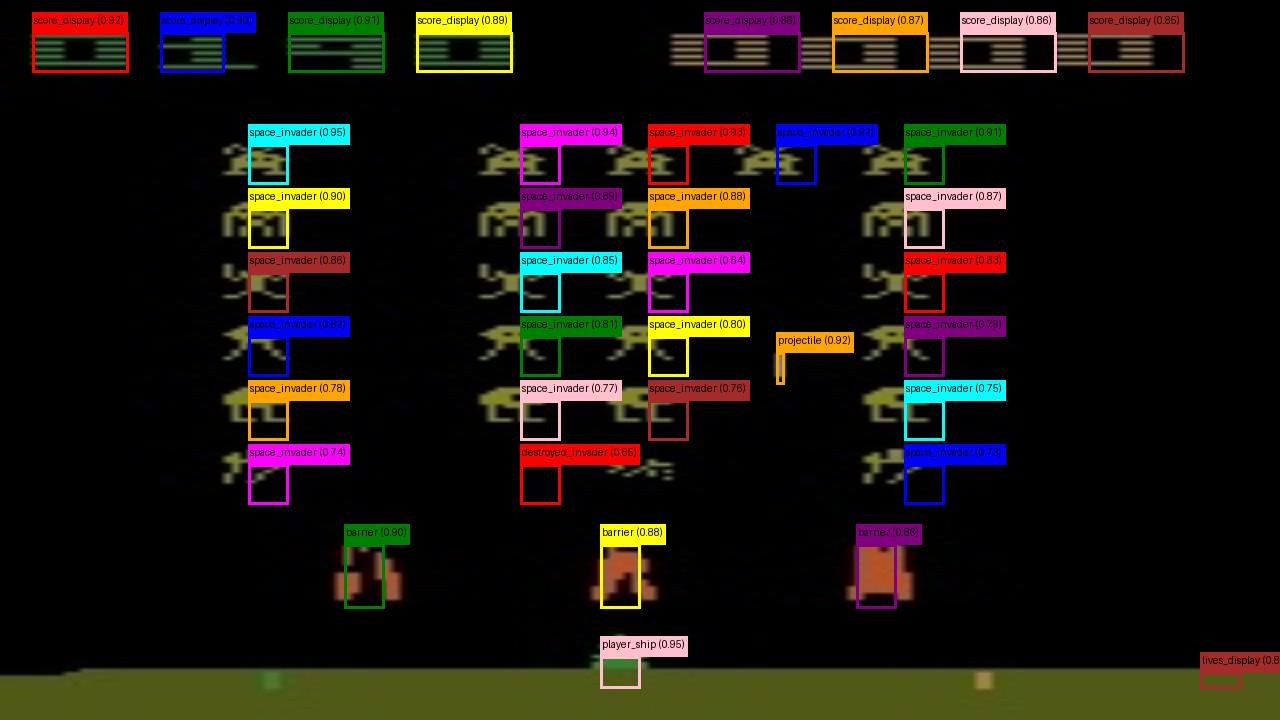 score_display (0.92) score_display (0.90) score_display (0.91) score_display (0.89) score_display (0.88) score_display (0.87) score_display (0.86) score_display (0.85)
space_invader (0.95) space_invader (0.94) space_invader (0.93) space_invader (0.92) space_invader (0.91)
space_invader (0.90) space_invader (0.89) space_invader (0.88) space_invader (0.87)
space_invader (0.86) space_invader (0.85) space_invader (0.84) space_invader (0.83)
space_invader (0.82) space_invader (0.81) space_invader (0.80) space_invader (0.79)
projectile (0.92)
space_invader (0.78) space_invader (0.77) space_invader (0.76) space_invader (0.75)
space_invader (0.74) destroyed_invader (0.85) space_invader (0.73)
barrier (0.90) barrier (0.88) barrier (0.86)
player_ship (0.95)
lives_display (0.8